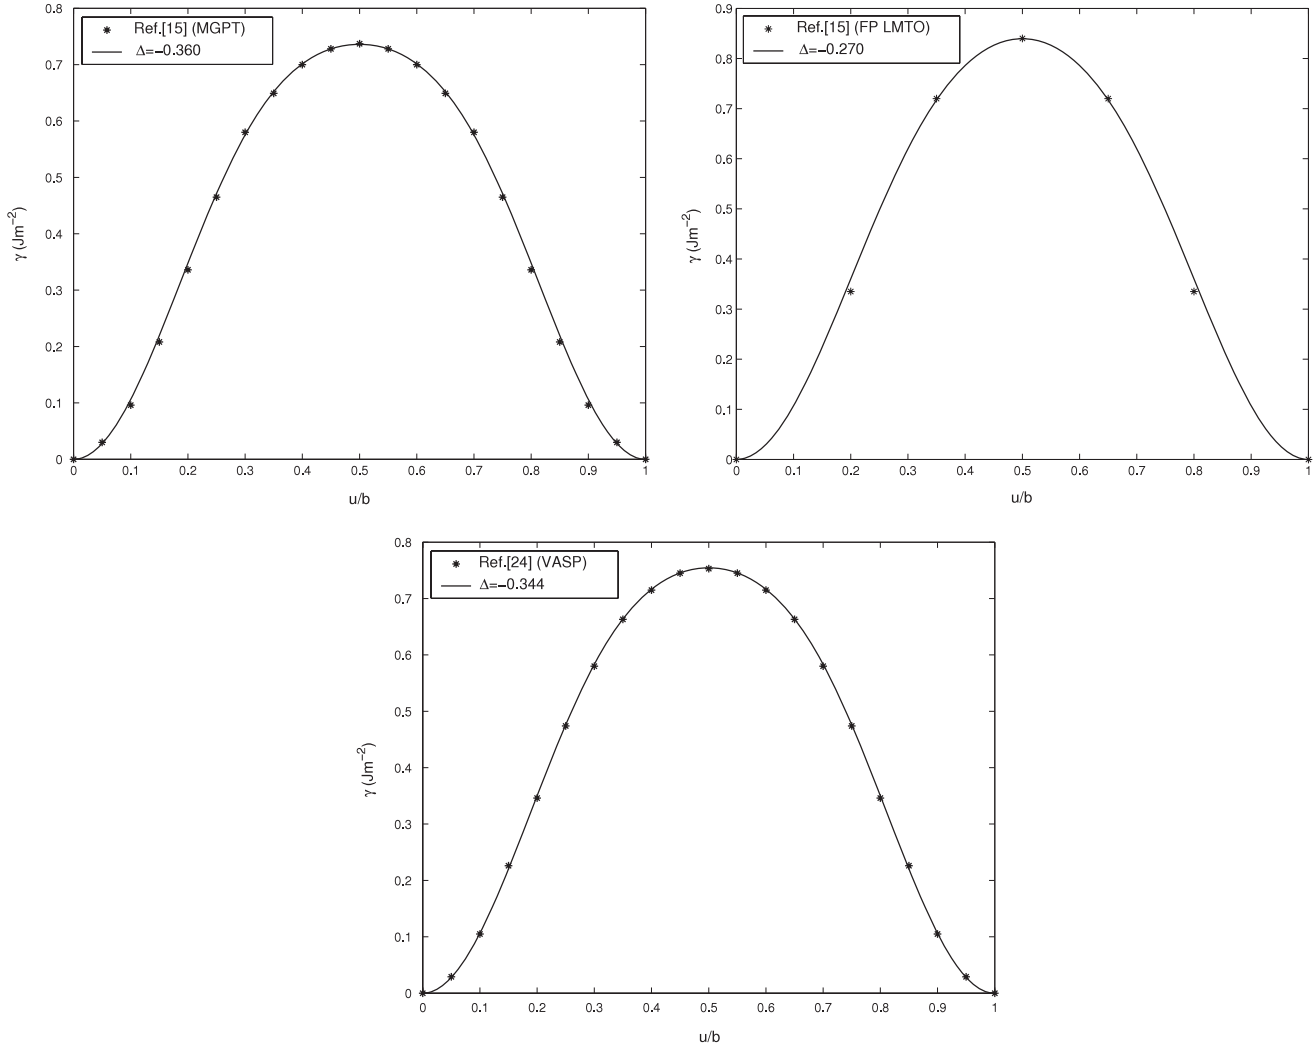 0.8
0.7
0.6
0.5
0.4
0.3
0.2
0.1
0
γ (Jm−2)
Ref.[15] (MGPT)
Δ=−0.360
0 0.1 0.2 0.3 0.4 0.5 0.6 0.7 0.8 0.9 1
u/b
0.9
0.8
0.7
0.6
0.5
0.4
0.3
0.2
0.1
0
γ (Jm−2)
Ref.[15] (FP LMTO)
Δ=−0.270
0 0.1 0.2 0.3 0.4 0.5 0.6 0.7 0.8 0.9 1
u/b
0.8
0.7
0.6
0.5
0.4
0.3
0.2
0.1
0
γ (Jm−2)
Ref.[24] (VASP)
Δ=−0.344
0 0.1 0.2 0.3 0.4 0.5 0.6 0.7 0.8 0.9 1
u/b